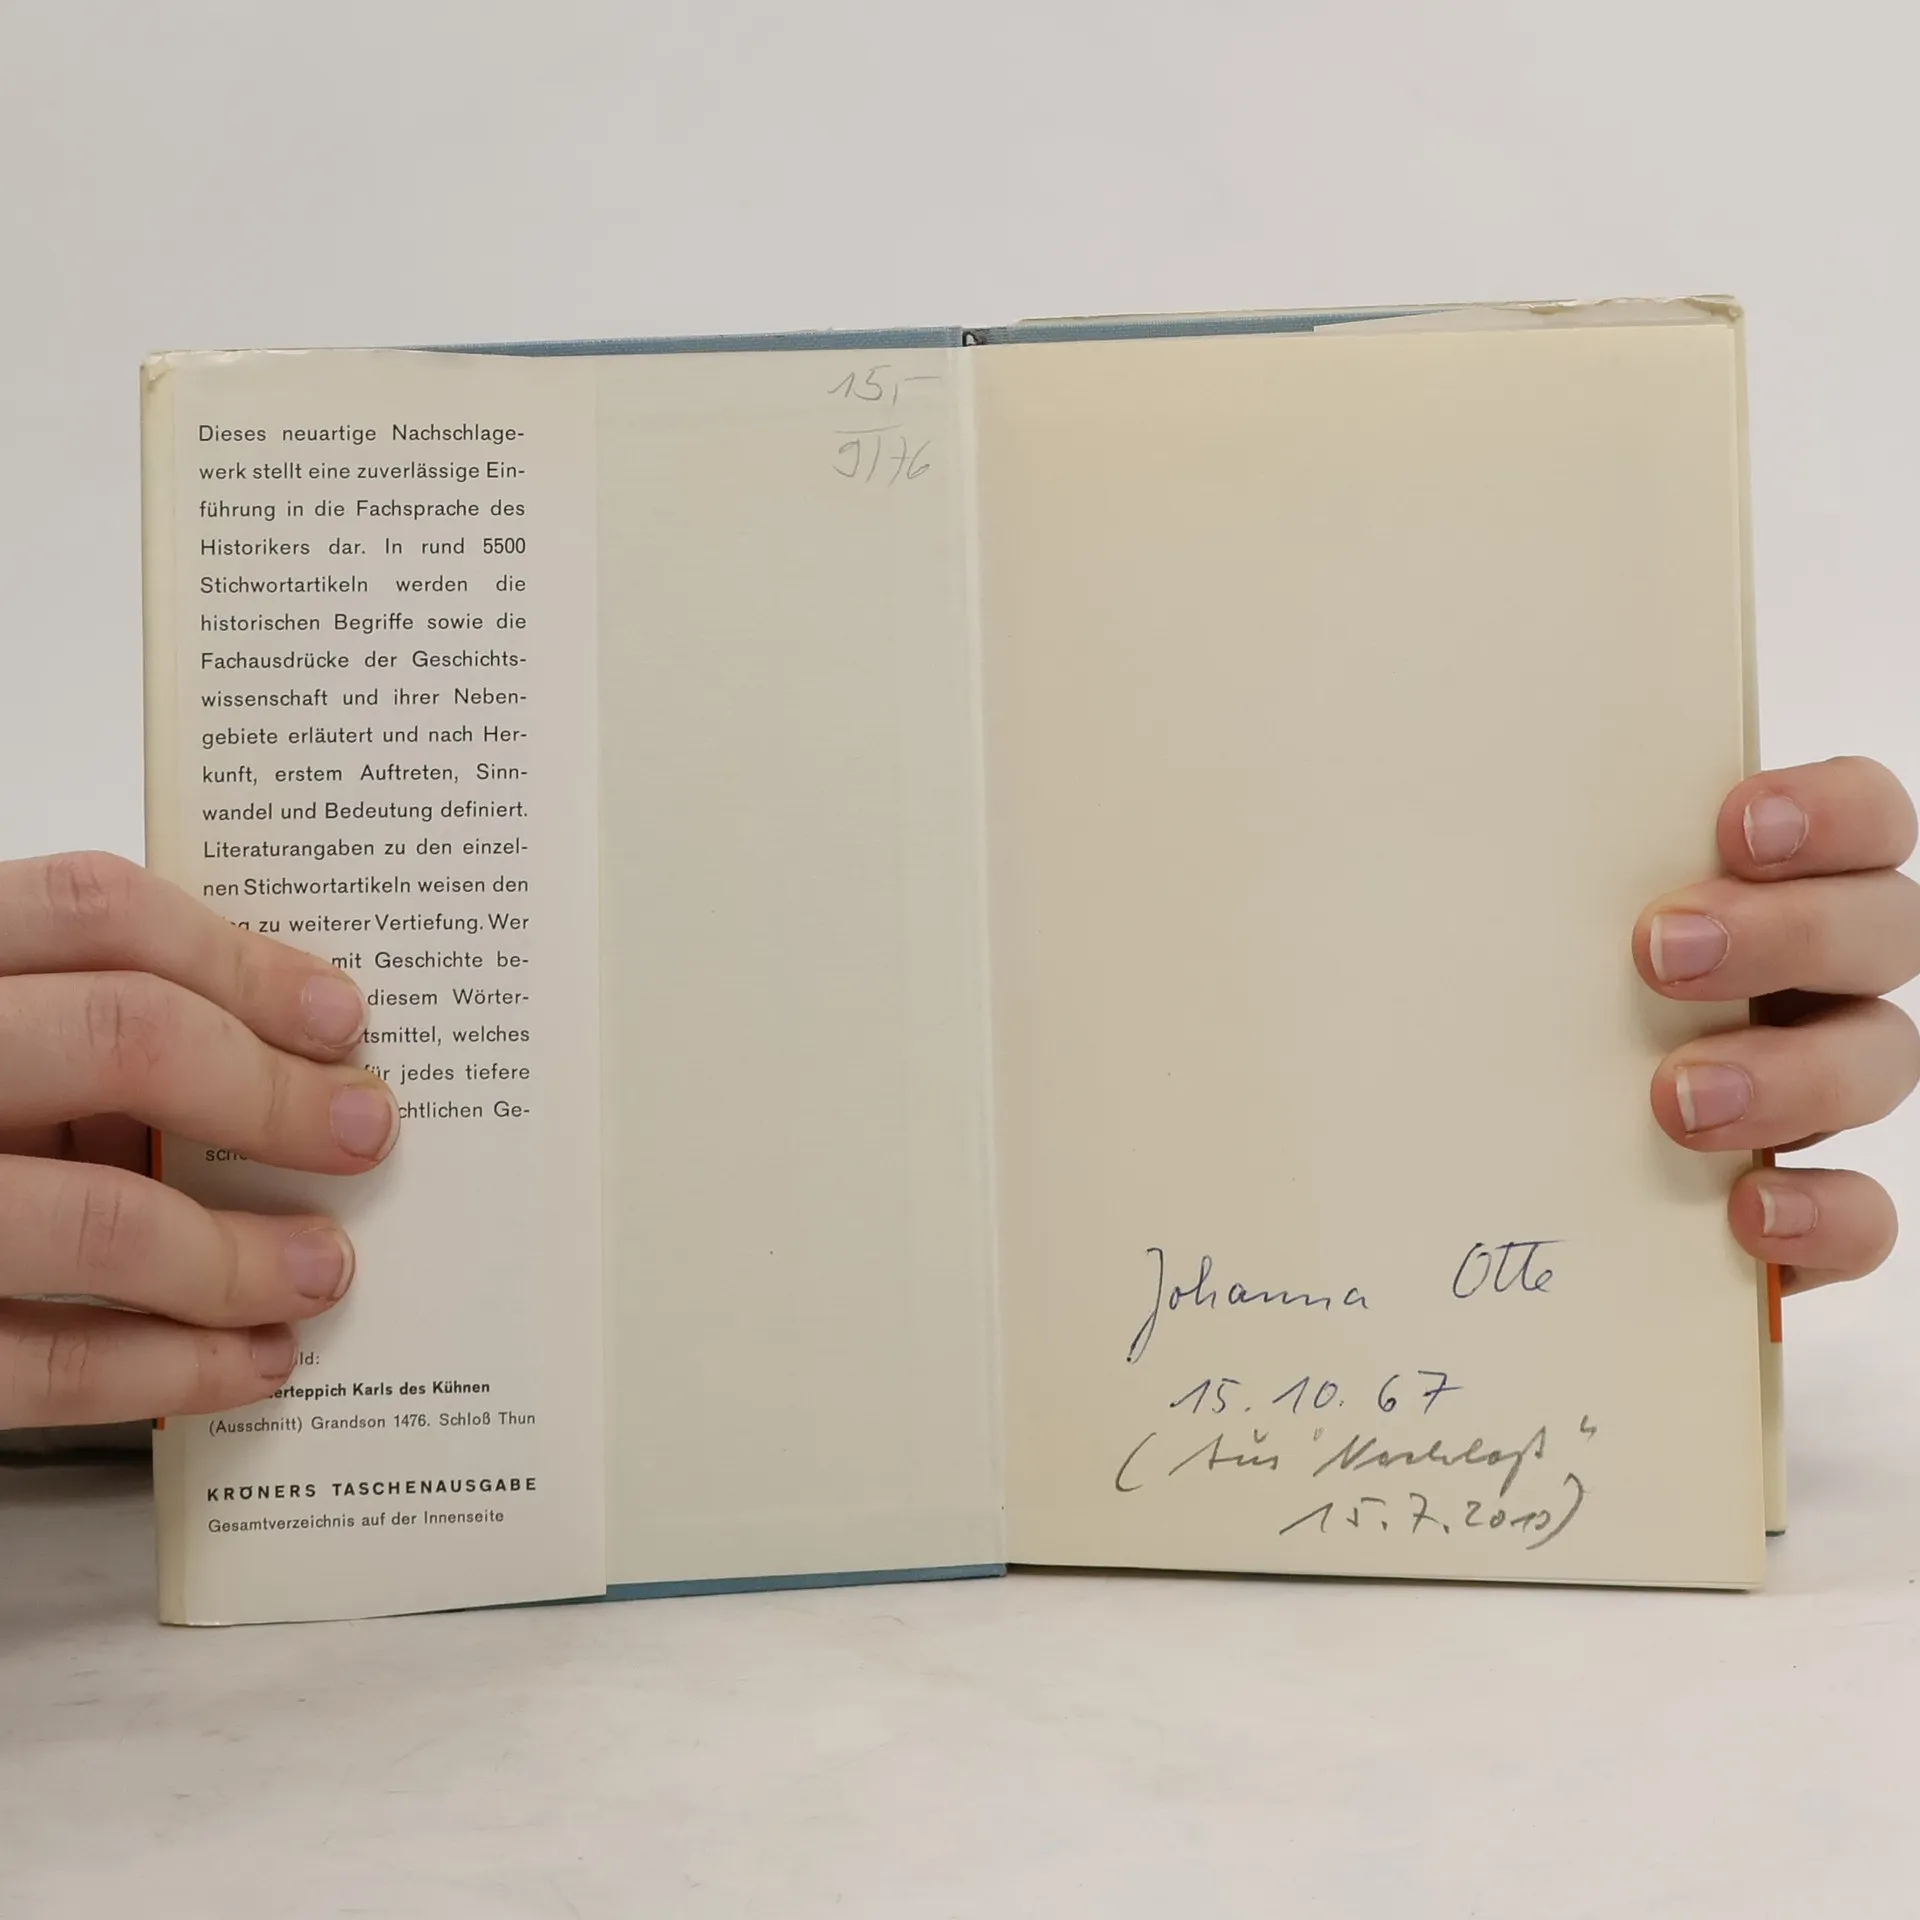 Dieses neuartige Nachschlage-
werk stellt eine zuverlässige Ein-
führung in die Fachsprache des
Historikers dar. In rund 5500
Stichwortartikeln werden die
historischen Begriffe sowie die
Fachausdrücke der Geschichts-
wissenschaft und ihrer Neben-
gebiete erläutert und nach Her-
kunft, erstem Auftreten, Sinn-
wandel und Bedeutung definiert.
Literaturangaben zu den einzel-
nen Stichwortartikeln weisen den
zu weiterer Vertiefung. Wer
mit Geschichte be-
diesem Wörter-
tsmittel, welches
für jedes tiefere
chtlichen Ge-
ild:
erteppich Karls des Kühnen
(Ausschnitt) Grandson 1476. Schloß Thun
KRÖNERS TASCHENAUSGABE
Gesamtverzeichnis auf der Innenseite
15,—
9/76
Johanna Otte
15.10.67
(Aus "Nachlaß"
15.7.2010)